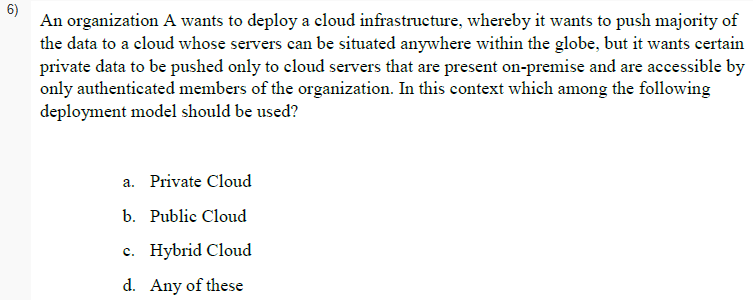 6)
An organization A wants to deploy a cloud infrastructure, whereby it wants to push majority of
the data to a cloud whose servers can be situated anywhere within the globe, but it wants certain
private data to be pushed only to cloud servers that are present on-premise and are accessible by
only authenticated members of the organization. In this context which among the following
deployment model should be used?
a. Private Cloud
b. Public Cloud
c. Hybrid Cloud
d. Any of these